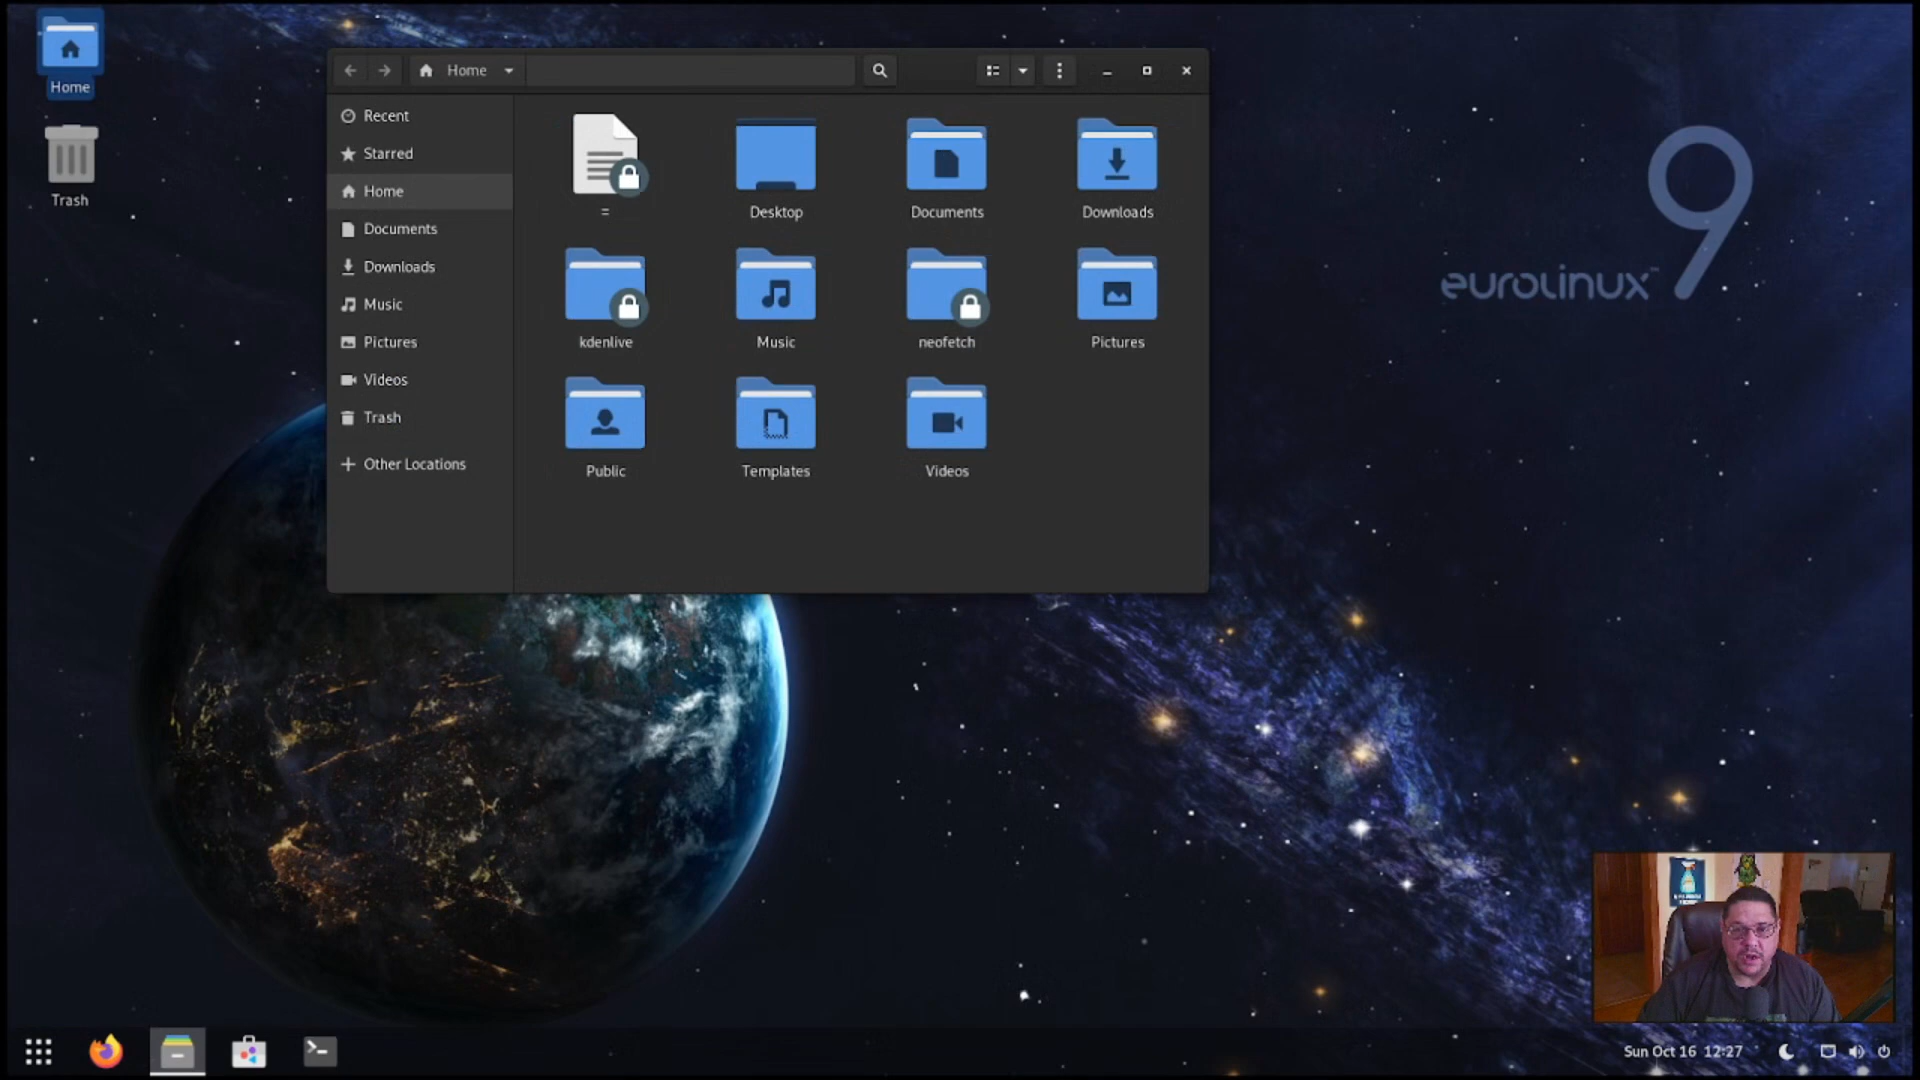 Home
Trash
Home
Recent
Starred
Home
Documents
Downloads
Music
Pictures
Videos
Trash
Other Locations
=
Desktop
Documents
Downloads
kdenlive
Music
neofetch
Pictures
Public
Templates
Videos
9
eurolinux™
Sun Oct 16 12:27